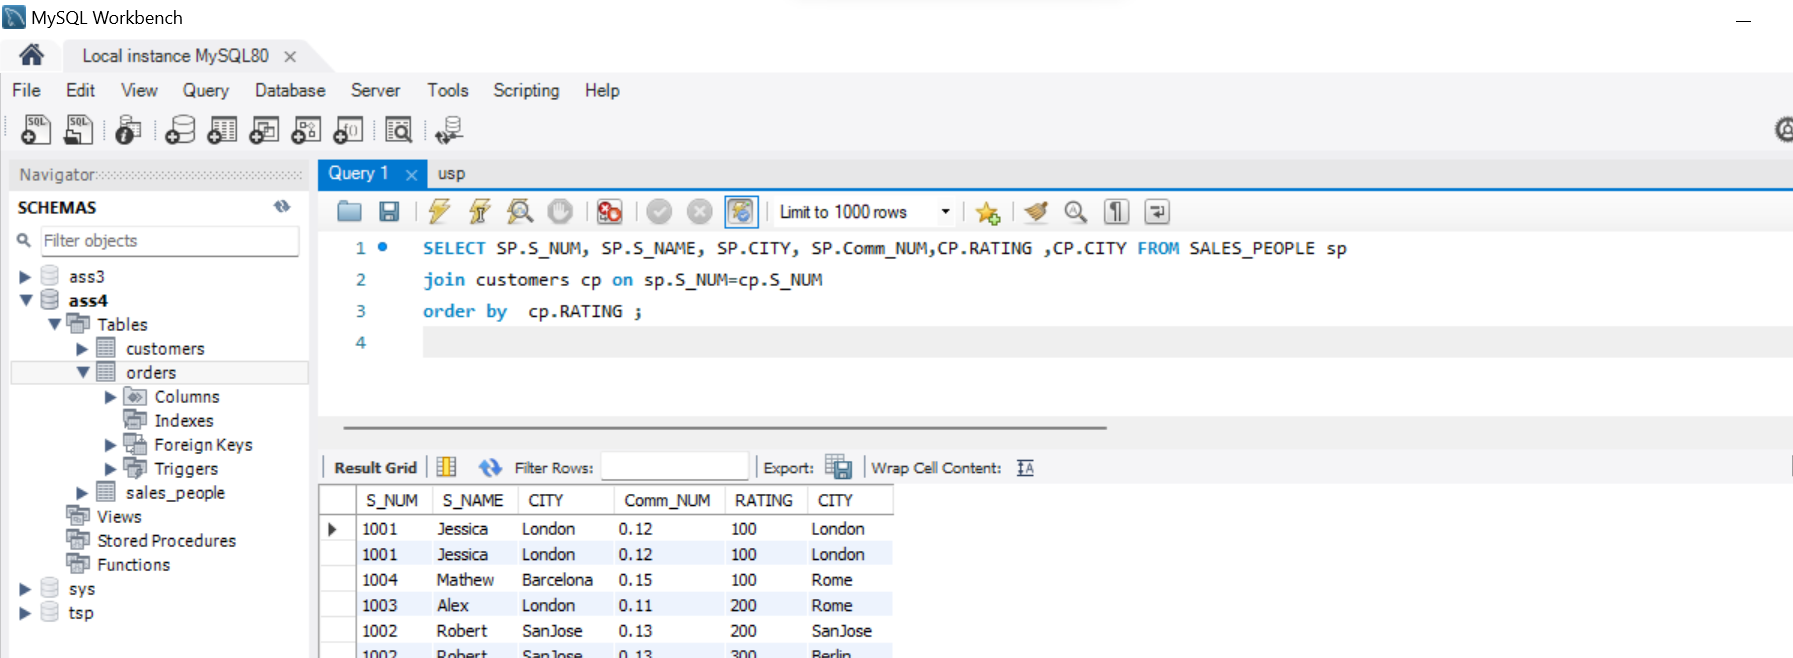 MySQL Workbench
Local instance MySQL80
File Edit View Query Database Server Tools Scripting Help
SQL SQL
Navigator
Query 1 usp
SCHEMAS
Limit to 1000 rows
Filter objects
1 SELECT SP.S_NUM, SP.S_NAME, SP.CITY, SP.Comm_NUM,CP.RATING ,CP.CITY FROM SALES_PEOPLE sp
2 join customers cp on sp.S_NUM=cp.S_NUM
3 order by  cp.RATING ;
4
ass3
ass4
Tables
customers
orders
Columns
Indexes
Foreign Keys
Triggers
sales_people
Views
Stored Procedures
Functions
sys
tsp
Result Grid Filter Rows: Export: Wrap Cell Content:
S_NUM S_NAME CITY Comm_NUM RATING CITY
1001 Jessica London 0.12 100 London
1001 Jessica London 0.12 100 London
1004 Mathew Barcelona 0.15 100 Rome
1003 Alex London 0.11 200 Rome
1002 Robert SanJose 0.13 200 SanJose
1002 Robert SanJose 0.13 300 Berlin